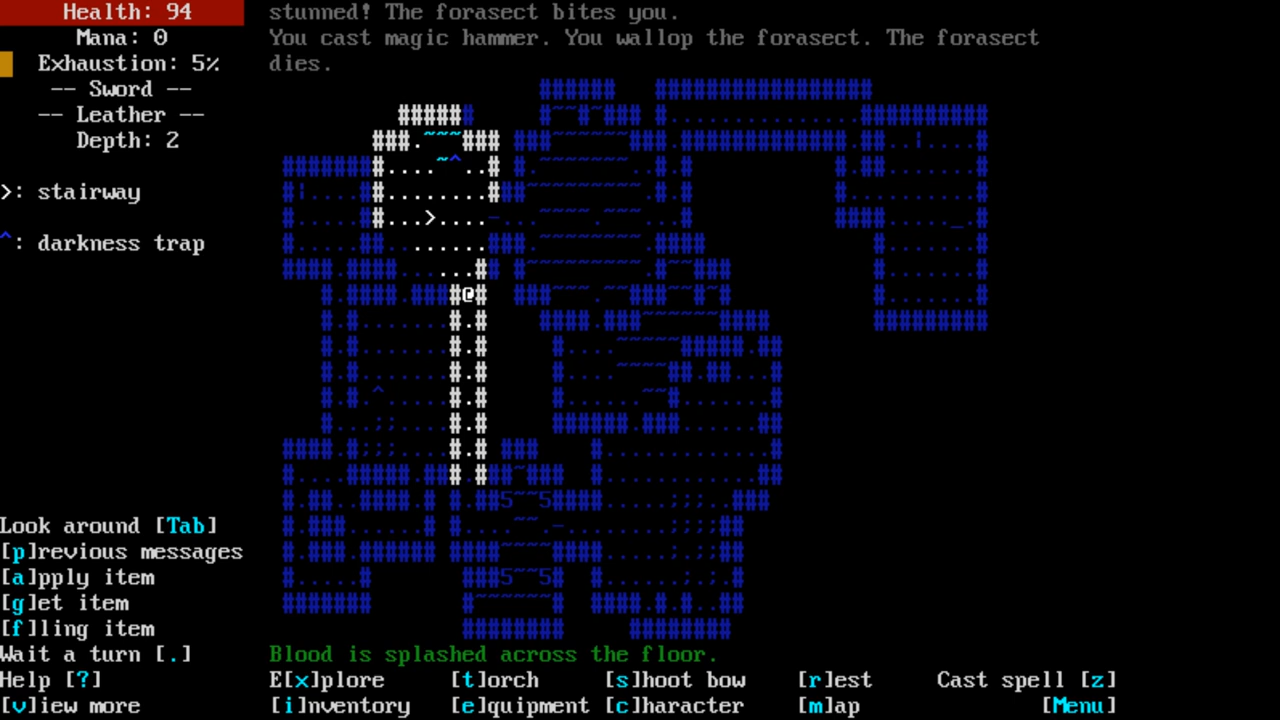 Health: 94
Mana: 0
Exhaustion: 5%
-- Sword --
-- Leather --
Depth: 2
>: stairway
^: darkness trap
stunned! The forasect bites you.
You cast magic hammer. You wallop the forasect. The forasect
dies.
Look around [Tab]
[p]revious messages
[a]pply item
[g]et item
[f]ling item
Wait a turn [.]
Help [?]
[v]iew more
Blood is splashed across the floor.
E[x]plore [t]orch [s]hoot bow [r]est Cast spell [z]
[i]nventory [e]quipment [c]haracter [m]ap [Menu]